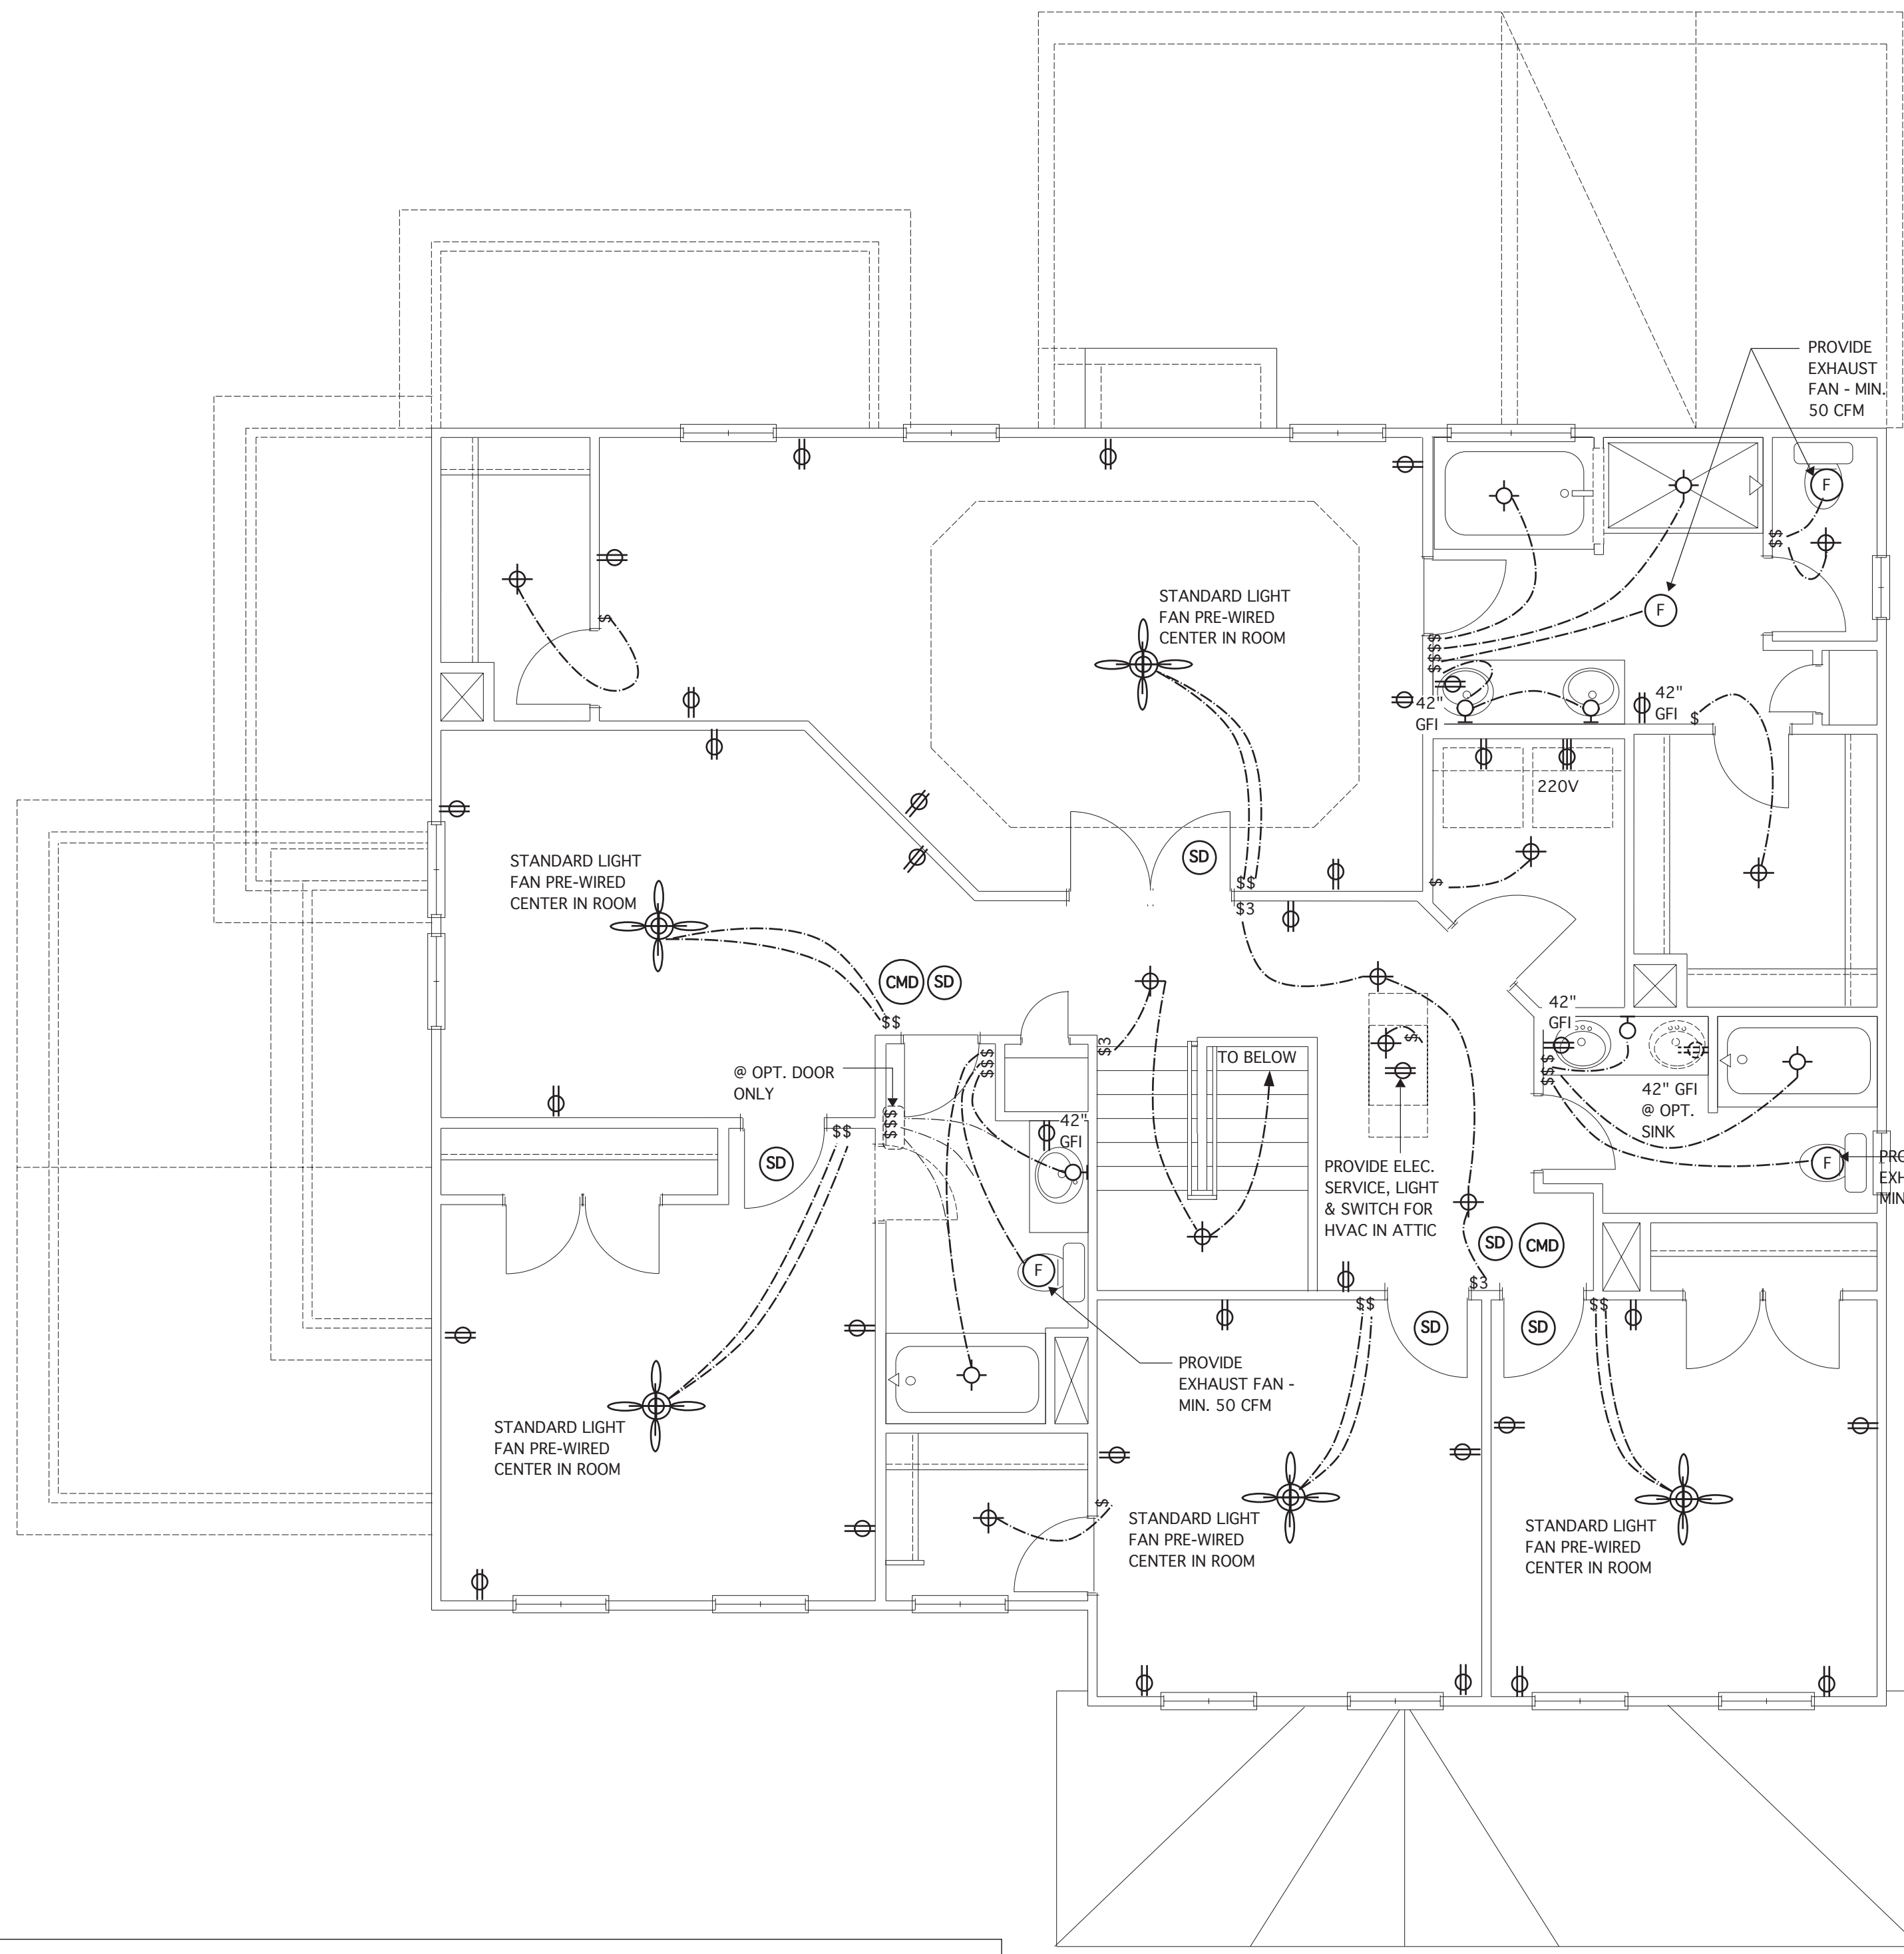 PROVIDE
EXHAUST
FAN - MIN.
50 CFM
F
F
STANDARD LIGHT
FAN PRE-WIRED
CENTER IN ROOM
$
$$
$$$$
42"
GFI
42"
GFI
$
220V
$
SD
$$
$3
STANDARD LIGHT
FAN PRE-WIRED
CENTER IN ROOM
CMD
SD
$$
@ OPT. DOOR
ONLY
$$$
$$$
$3
TO BELOW
$
42"
GFI
$$$
42" GFI
@ OPT.
SINK
42"
GFI
SD
$$
PROVIDE ELEC.
SERVICE, LIGHT
& SWITCH FOR
HVAC IN ATTIC
F
SD
CMD
$3
F
$$
SD
SD
$$
PROVIDE
EXHAUST FAN -
MIN. 50 CFM
STANDARD LIGHT
FAN PRE-WIRED
CENTER IN ROOM
$
STANDARD LIGHT
FAN PRE-WIRED
CENTER IN ROOM
STANDARD LIGHT
FAN PRE-WIRED
CENTER IN ROOM